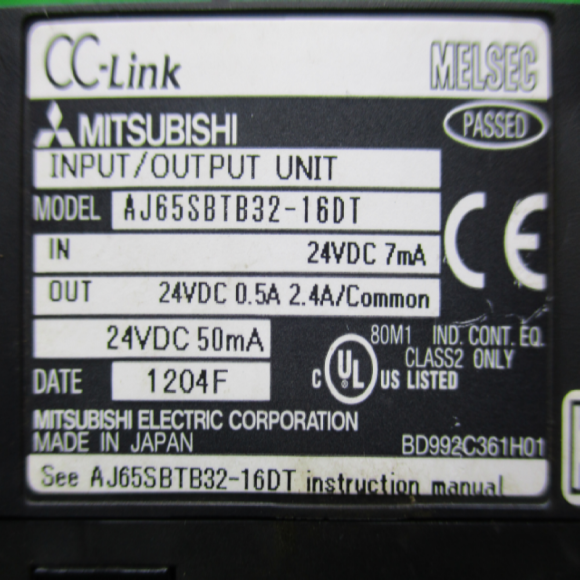 CC-Link MELSEC
MITSUBISHI PASSED
INPUT/OUTPUT UNIT
MODEL AJ65SBTB32-16DT
CE
IN 24VDC 7mA
OUT 24VDC 0.5A 2.4A/Common
24VDC 50mA
80M1 IND. CONT. EQ.
CLASS2 ONLY
C UL US LISTED
DATE 1204F
MITSUBISHI ELECTRIC CORPORATION
MADE IN JAPAN BD992C361H01
See AJ65SBTB32-16DT instruction manual